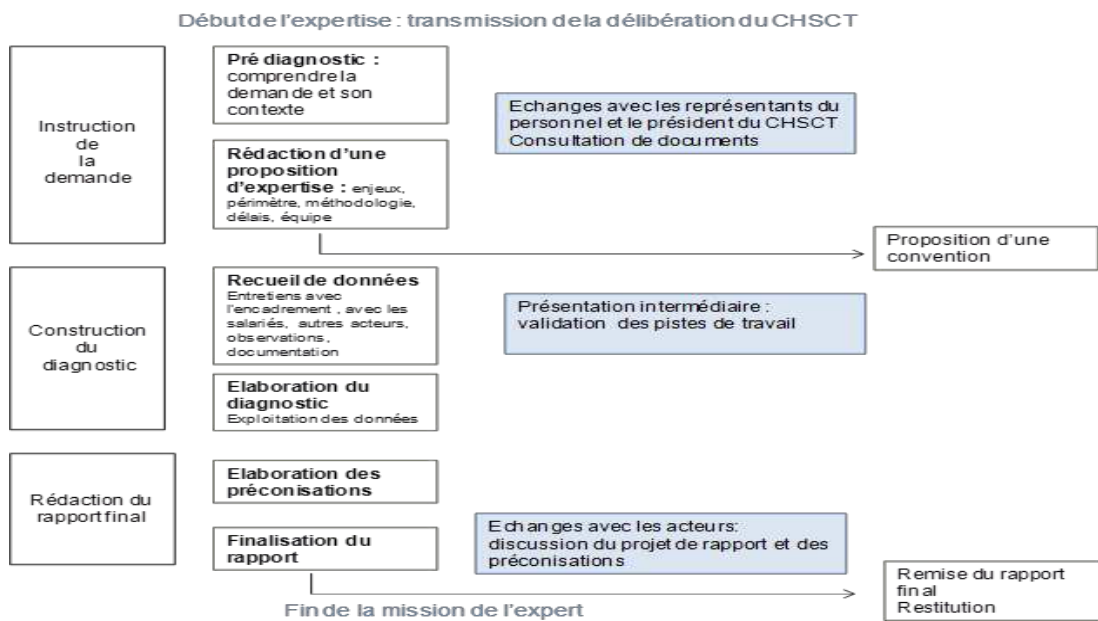 Début de l'expertise : transmission de la délibération du CHSCT
Instruction
de
la
demande
Pré diagnostic :
comprendre la
demande et son
contexte
Rédaction d'une
proposition
d'expertise : enjeux,
périmètre, méthodologie,
délais, équipe
Echanges avec les représentants du
personnel et le président du CHSCT
Consultation de documents
Proposition d'une
convention
Construction
du
diagnostic
Recueil de données
Entretiens avec
l'encadrement , avec les
salariés, autres acteurs,
observations,
documentation
Elaboration du
diagnostic
Exploitation des données
Présentation intermédiaire :
validation des pistes de travail
Rédaction du
rapport final
Elaboration des
préconisations
Finalisation du
rapport
Echanges avec les acteurs:
discussion du projet de rapport et des
préconisations
Remise du rapport
final
Restitution
Fin de la mission de l'expert